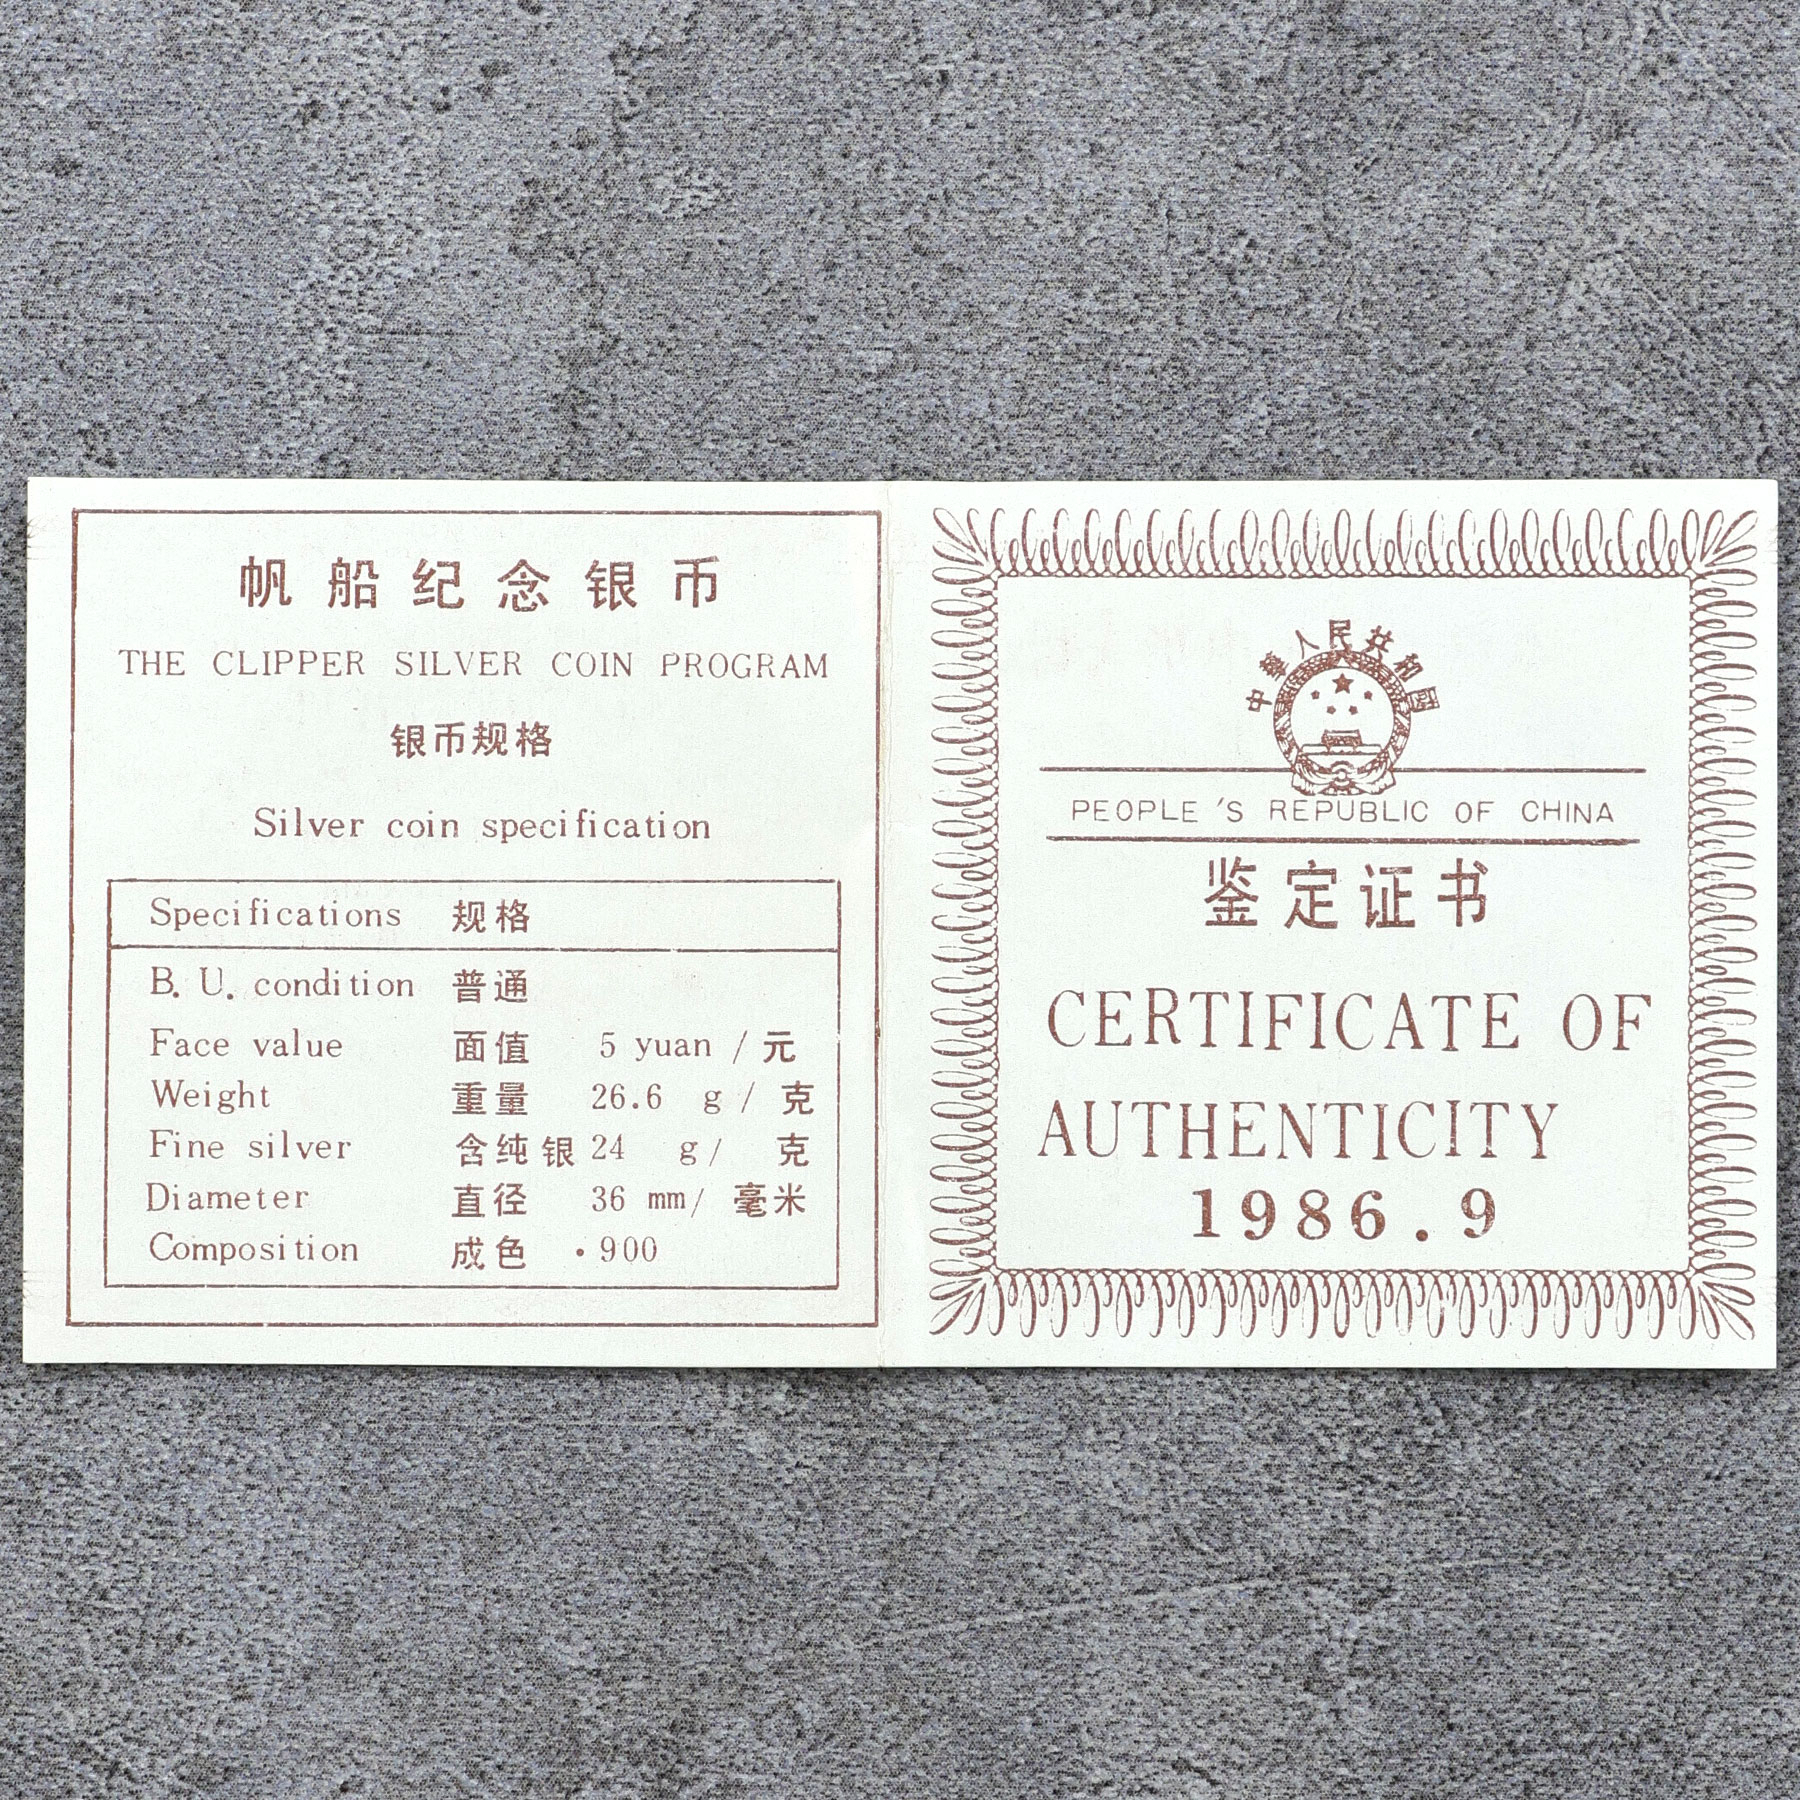 帆船纪念银币
THE CLIPPER SILVER COIN PROGRAM
银币规格
Silver coin specification
Specifications 规格
B. U. condition 普通
Face value 面值 5 yuan / 元
Weight 重量 26.6 g / 克
Fine silver 含纯银 24 g / 克
Diameter 直径 36 mm / 毫米
Composition 成色 .900
中華人民共和國
PEOPLE 'S REPUBLIC OF CHINA
鉴定证书
CERTIFICATE OF
AUTHENTICITY
1986.9